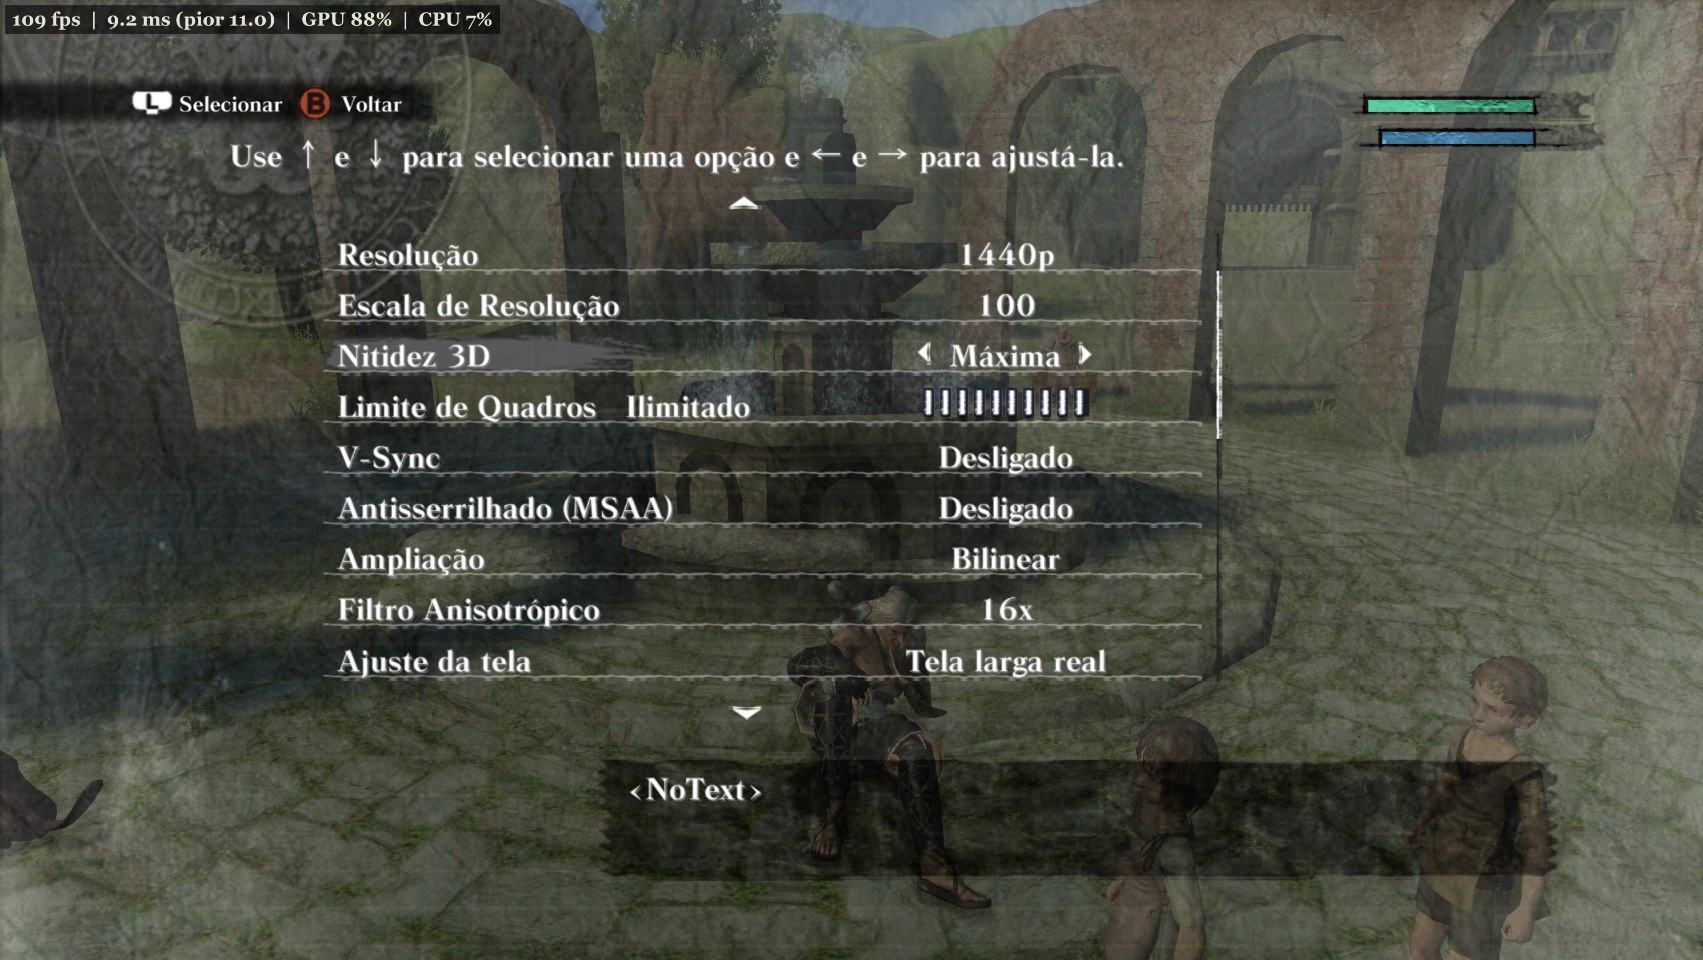 109 fps | 9.2 ms (pior 11.0) | GPU 88% | CPU 7%
L Selecionar B Voltar
Use ↑ e ↓ para selecionar uma opção e ← e → para ajustá-la.
Resolução 1440p
Escala de Resolução 100
Nitidez 3D Máxima
Limite de Quadros Ilimitado
V-Sync Desligado
Antisserrilhado (MSAA) Desligado
Ampliação Bilinear
Filtro Anisotrópico 16x
Ajuste da tela Tela larga real
<NoText>